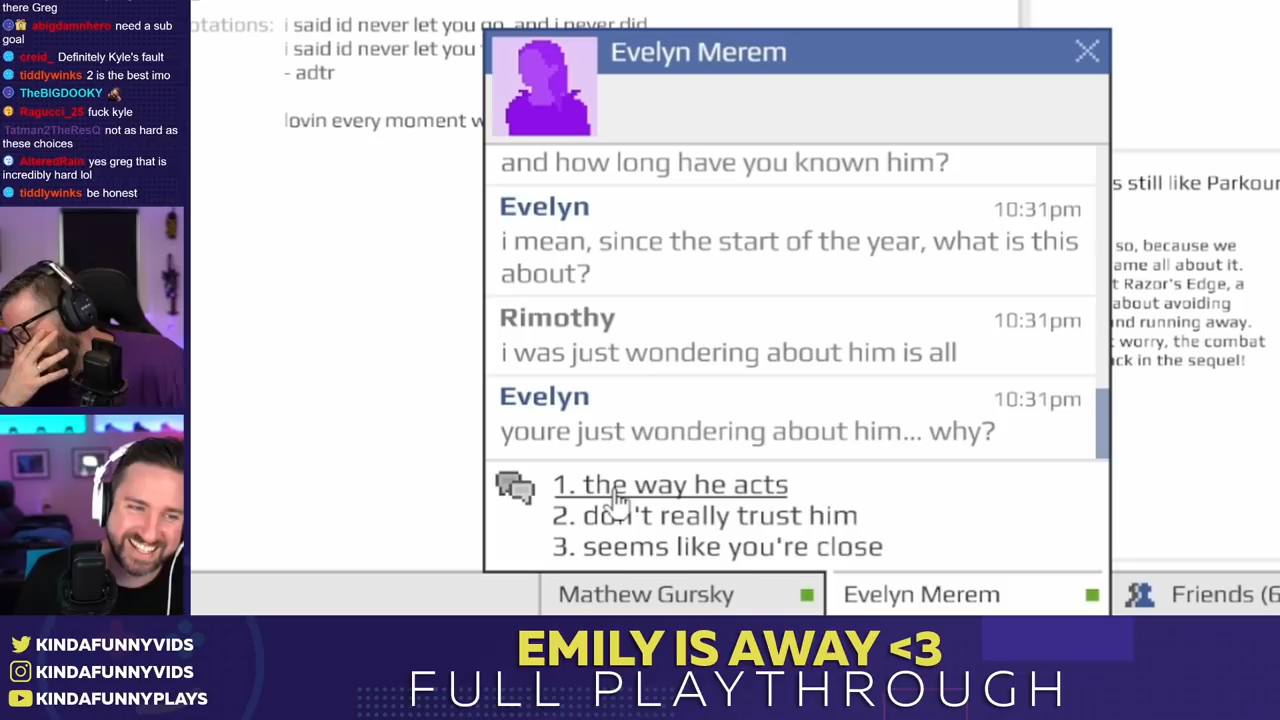 there Greg
abigdamnhero need a sub
goal
creid_ Definitely Kyle's fault
tiddlywinks 2 is the best imo
TheBIGDOOKY
Ragucci_25 fuck kyle
Tatman2TheResQ not as hard as
these choices
AlteredRain yes greg that is
incredibly hard lol
tiddlywinks be honest
otations: i said id never let you go, and i never did
i said id never let you
- adtr
lovin every moment w
Evelyn Merem
and how long have you known him?
Evelyn 10:31pm
i mean, since the start of the year, what is this
about?
Rimothy 10:31pm
i was just wondering about him is all
Evelyn 10:31pm
youre just wondering about him... why?
1. the way he acts
2. don't really trust him
3. seems like you're close
s still like Parkour
so, because we
ame all about it.
t Razor's Edge, a
about avoiding
nd running away.
worry, the combat
ck in the sequel!
Mathew Gursky
Evelyn Merem
Friends (6
KINDAFUNNYVIDS
KINDAFUNNYVIDS
KINDAFUNNYPLAYS
EMILY IS AWAY <3
FULL PLAYTHROUGH